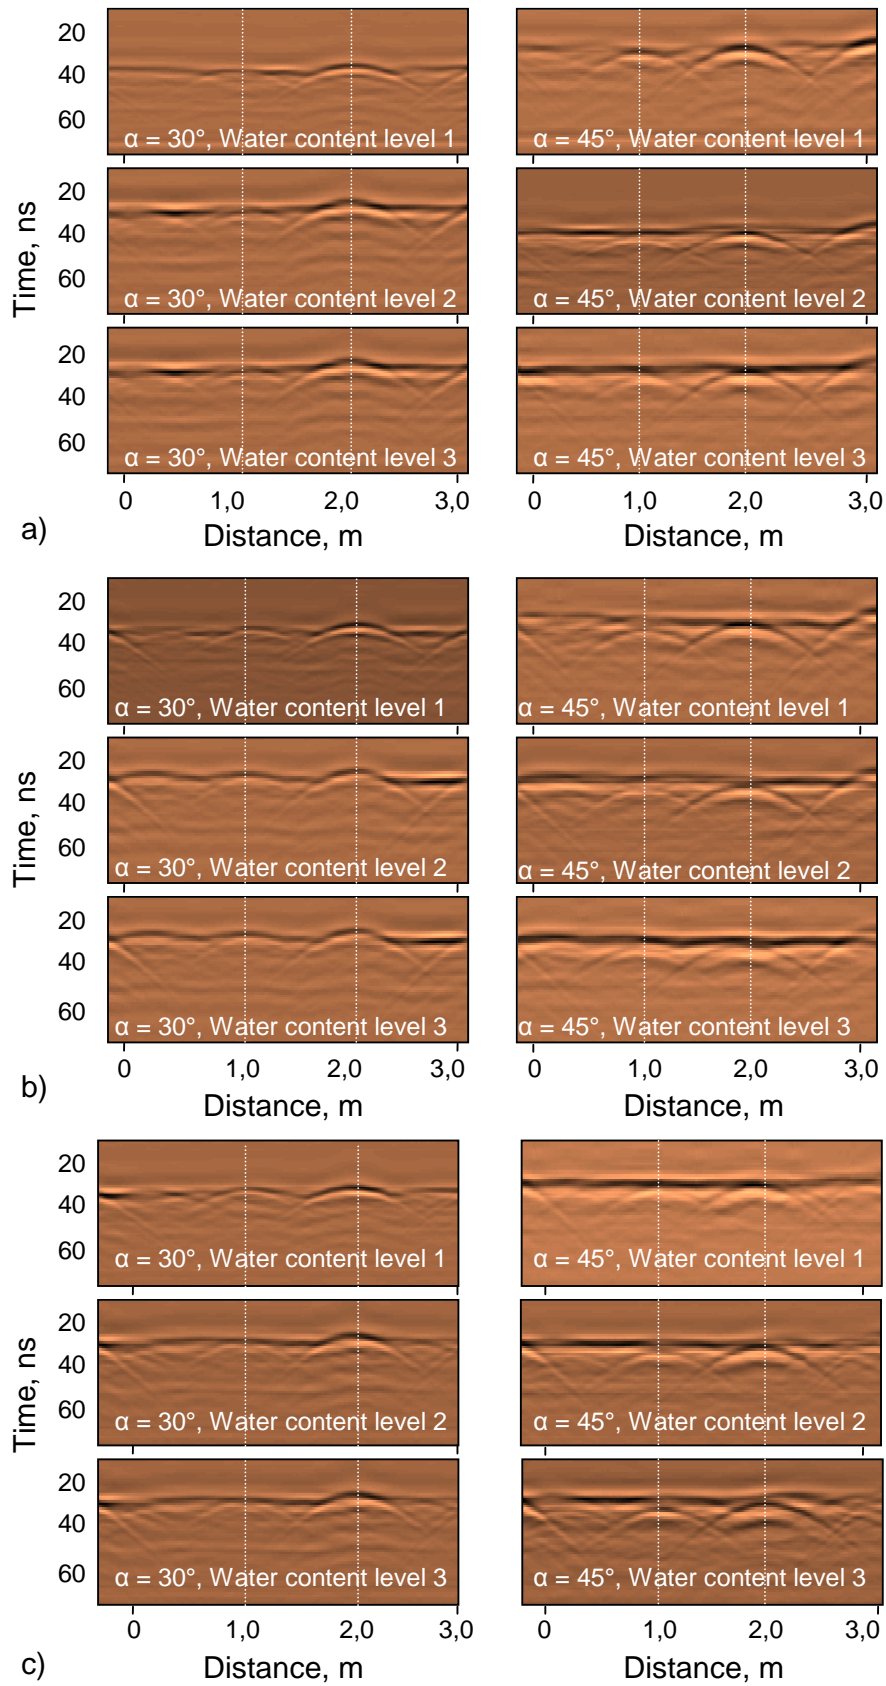 20
40
60
α = 30°, Water content level 1
α = 45°, Water content level 1
Time, ns
20
40
60
α = 30°, Water content level 2
α = 45°, Water content level 2
20
40
60
α = 30°, Water content level 3
α = 45°, Water content level 3
0 1,0 2,0 3,0
0 1,0 2,0 3,0
a)
Distance, m
Distance, m
20
40
60
α = 30°, Water content level 1
α = 45°, Water content level 1
Time, ns
20
40
60
α = 30°, Water content level 2
α = 45°, Water content level 2
20
40
60
α = 30°, Water content level 3
α = 45°, Water content level 3
0 1,0 2,0 3,0
0 1,0 2,0 3,0
b)
Distance, m
Distance, m
20
40
60
α = 30°, Water content level 1
α = 45°, Water content level 1
Time, ns
20
40
60
α = 30°, Water content level 2
α = 45°, Water content level 2
20
40
60
α = 30°, Water content level 3
α = 45°, Water content level 3
0 1,0 2,0 3,0
0 1,0 2,0 3,0
c)
Distance, m
Distance, m